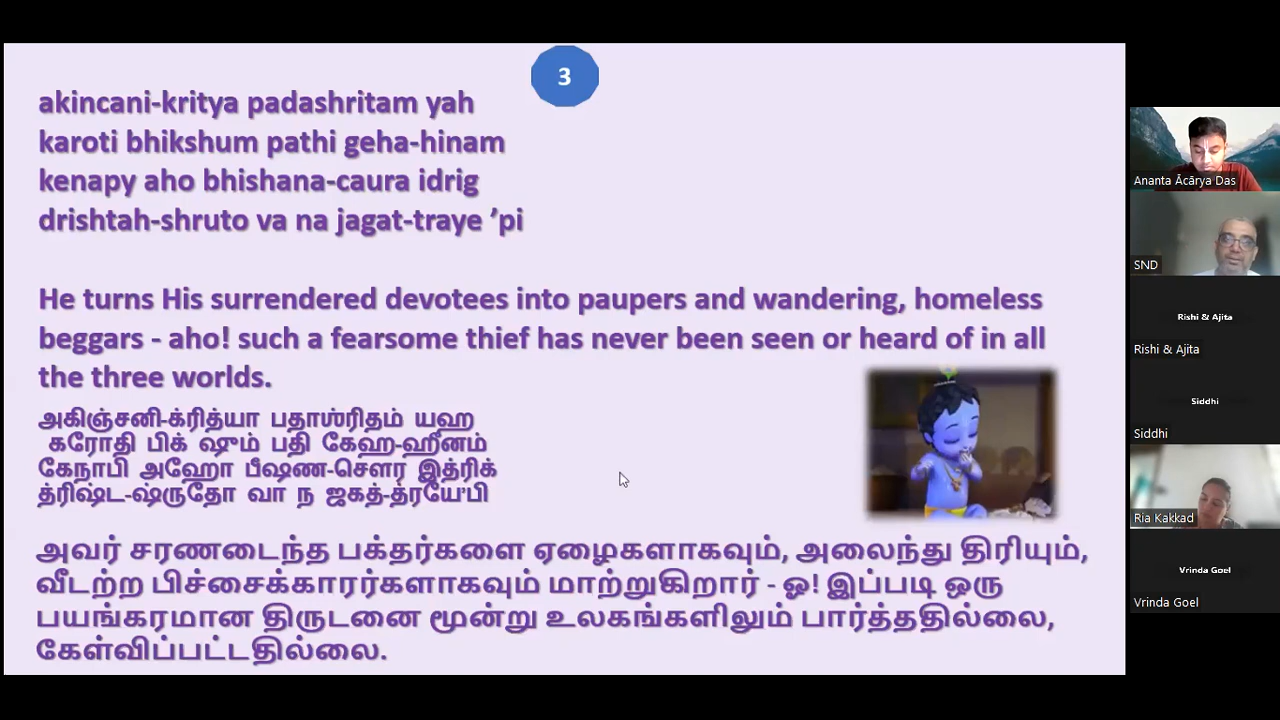 3
akincani-kritya padashritam yah
karoti bhikshum pathi geha-hinam
kenapy aho bhishana-caura idrig
drishtah-shruto va na jagat-traye ’pi
He turns His surrendered devotees into paupers and wandering, homeless
beggars - aho! such a fearsome thief has never been seen or heard of in all
the three worlds.
அகிஞ்சனி-க்ரித்யா பதாஶ்ரிதம் யஹ
கரோதி பிக் ஷும் பதி கேஹ-ஹீனம்
கேநாபி அஹோ பீஷண-சௌர இத்ரிக்
த்ரிஷ்ட-ஷ்ருதோ வா ந ஜகத்-த்ரயே'பி
அவர் சரணடைந்த பக்தர்களை ஏழைகளாகவும், அலைந்து திரியும்,
வீடற்ற பிச்சைக்காரர்களாகவும் மாற்றுகிறார் - ஓ! இப்படி ஒரு
பயங்கரமான திருடனை மூன்று உலகங்களிலும் பார்த்ததில்லை,
கேள்விப்பட்டதில்லை.
Ananta Ācārya Das
SND
Rishi & Ajita
Rishi & Ajita
Siddhi
Siddhi
Ria Kakkad
Vrinda Goel
Vrinda Goel